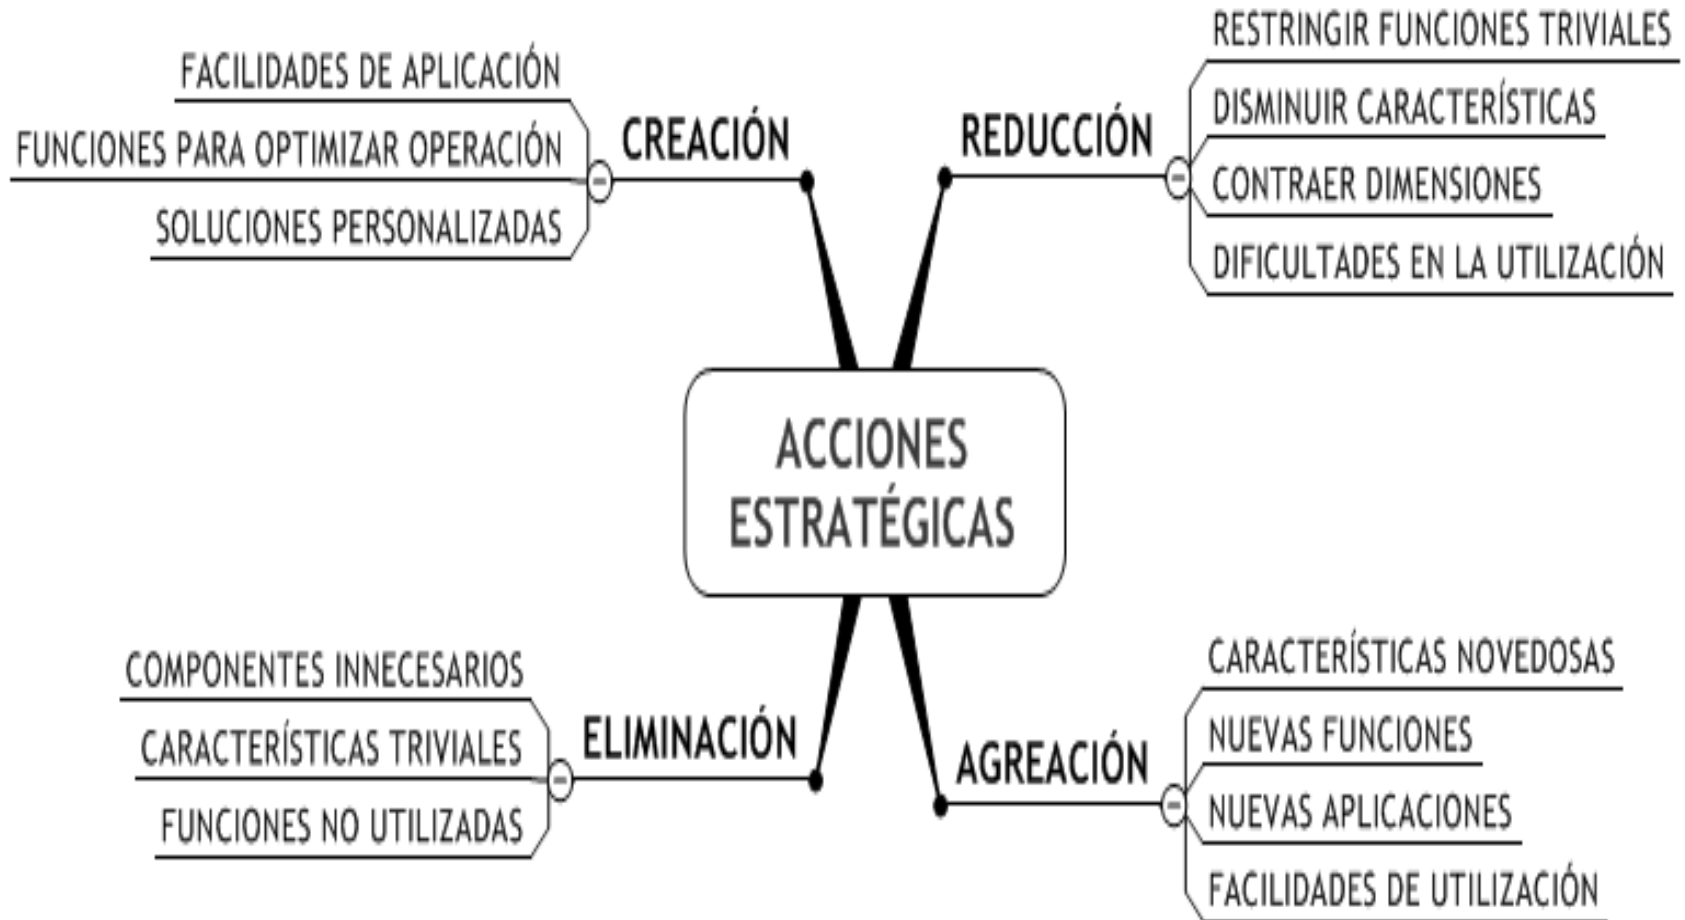 FACILIDADES DE APLICACIÓN
FUNCIONES PARA OPTIMIZAR OPERACIÓN
SOLUCIONES PERSONALIZADAS
CREACIÓN
REDUCCIÓN
RESTRINGIR FUNCIONES TRIVIALES
DISMINUIR CARACTERÍSTICAS
CONTRAER DIMENSIONES
DIFICULTADES EN LA UTILIZACIÓN
ACCIONES
ESTRATÉGICAS
COMPONENTES INNECESARIOS
CARACTERÍSTICAS TRIVIALES
FUNCIONES NO UTILIZADAS
ELIMINACIÓN
AGREACIÓN
CARACTERÍSTICAS NOVEDOSAS
NUEVAS FUNCIONES
NUEVAS APLICACIONES
FACILIDADES DE UTILIZACIÓN